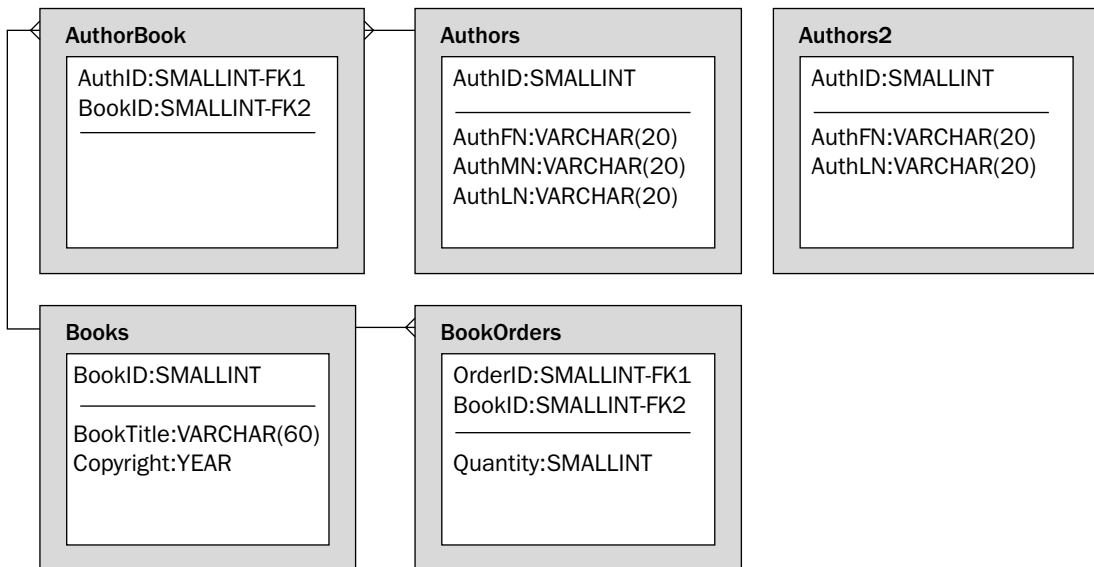 AuthorBook
AuthID:SMALLINT-FK1
BookID:SMALLINT-FK2
Authors
AuthID:SMALLINT
AuthFN:VARCHAR(20)
AuthMN:VARCHAR(20)
AuthLN:VARCHAR(20)
Authors2
AuthID:SMALLINT
AuthFN:VARCHAR(20)
AuthLN:VARCHAR(20)
Books
BookID:SMALLINT
BookTitle:VARCHAR(60)
Copyright:YEAR
BookOrders
OrderID:SMALLINT-FK1
BookID:SMALLINT-FK2
Quantity:SMALLINT